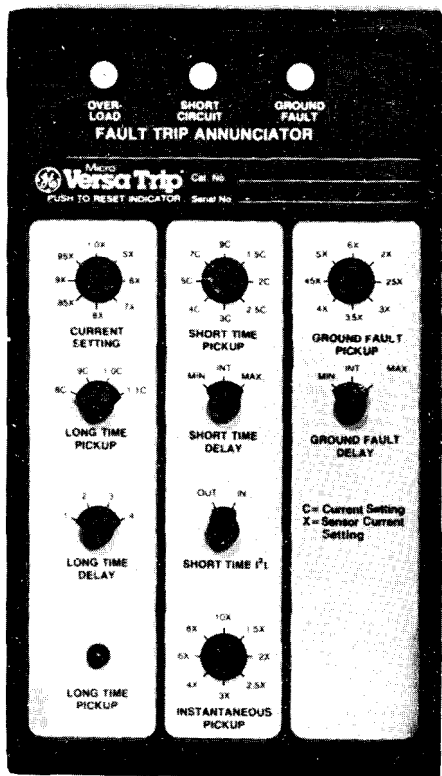 OVER-
LOAD
SHORT
CIRCUIT
GROUND
FAULT
FAULT TRIP ANNUNCIATOR
GE
Micro
VersaTrip
Cat. No.
PUSH TO RESET INDICATOR
Serial No.
1.0X
.95X
.5X
.9X
.6X
.85X
.7X
.8X
CURRENT
SETTING
.9C
1.0C
.8C
1.1C
LONG TIME
PICKUP
2
3
1
4
LONG TIME
DELAY
LONG TIME
PICKUP
9C
7C
1.5C
5C
2C
4C
2.5C
3C
SHORT TIME
PICKUP
MIN
INT
MAX
SHORT TIME
DELAY
OUT
IN
SHORT TIME I²t
10X
8X
1.5X
6X
2X
4X
2.5X
3X
INSTANTANEOUS
PICKUP
.6X
.5X
.2X
.45X
.25X
.4X
.3X
.35X
GROUND FAULT
PICKUP
MIN
INT
MAX
GROUND FAULT
DELAY
C = Current Setting
X = Sensor Current
Setting